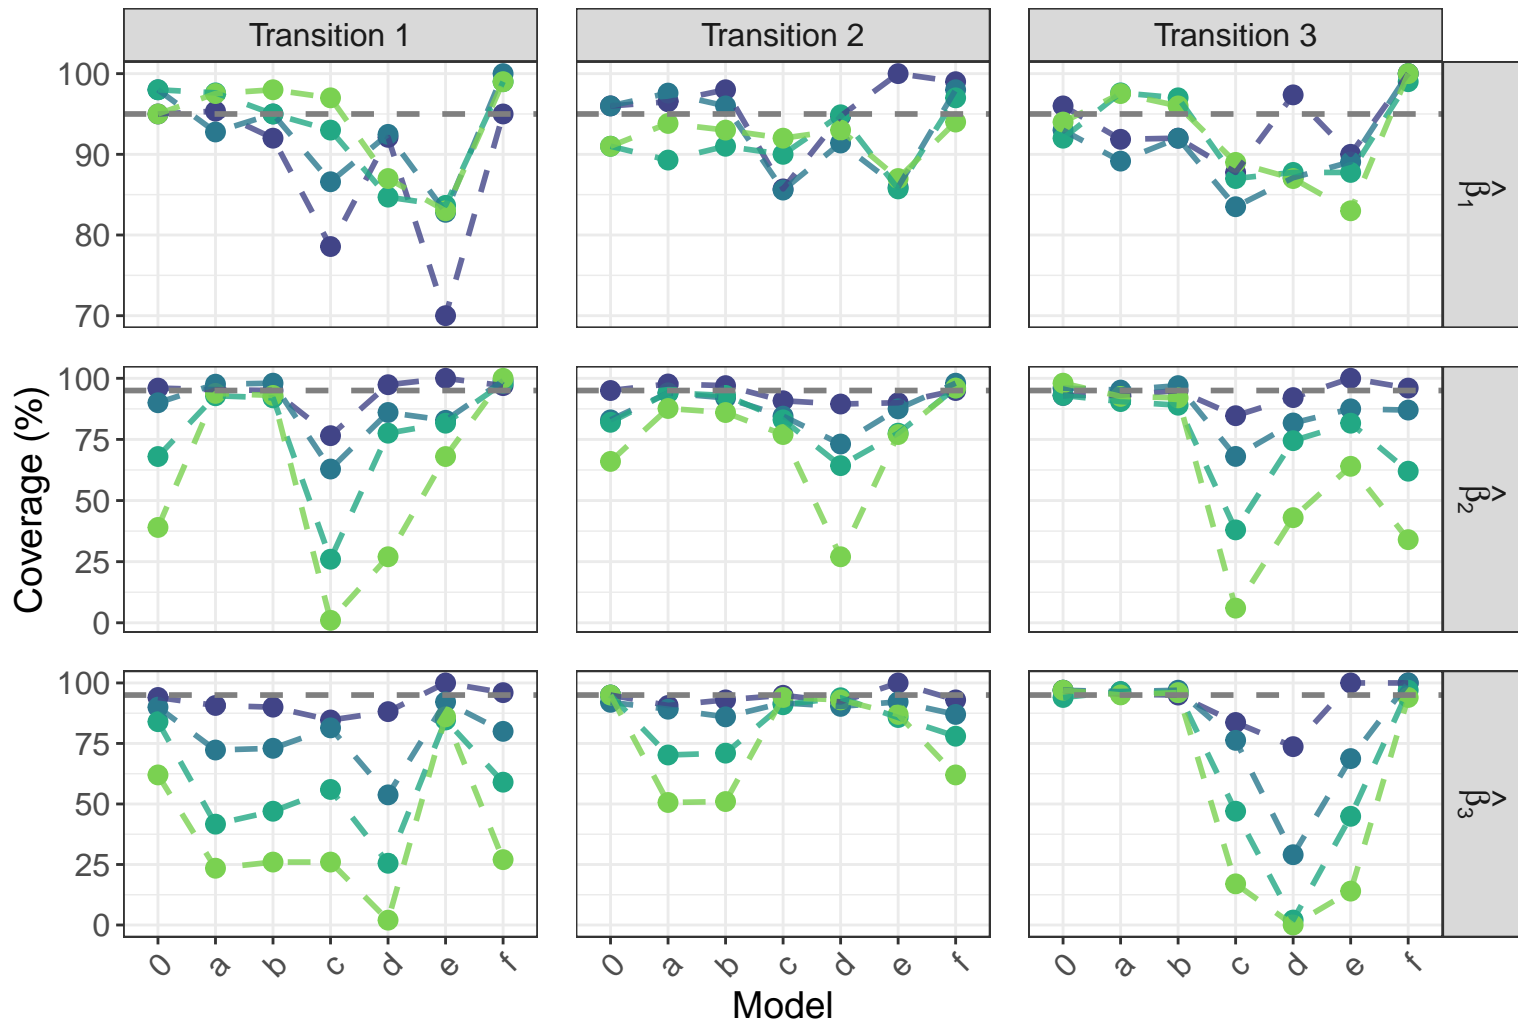 Transition 1 Transition 2 Transition 3
100
90
80
70
β̂1
100
75
50
25
0
β̂2
100
75
50
25
0
β̂3
Coverage (%)
0 a b c d e f 0 a b c d e f 0 a b c d e f
Model